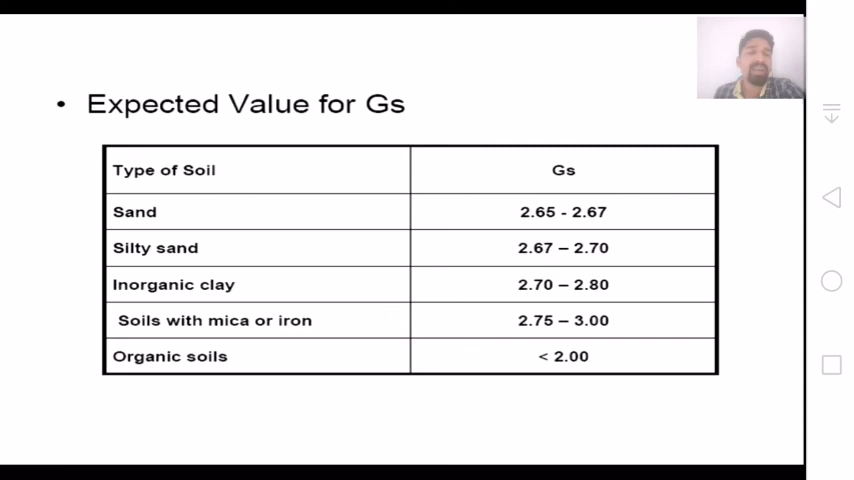 • Expected Value for Gs
Type of Soil Gs
Sand 2.65 - 2.67
Silty sand 2.67 – 2.70
Inorganic clay 2.70 – 2.80
Soils with mica or iron 2.75 – 3.00
Organic soils < 2.00